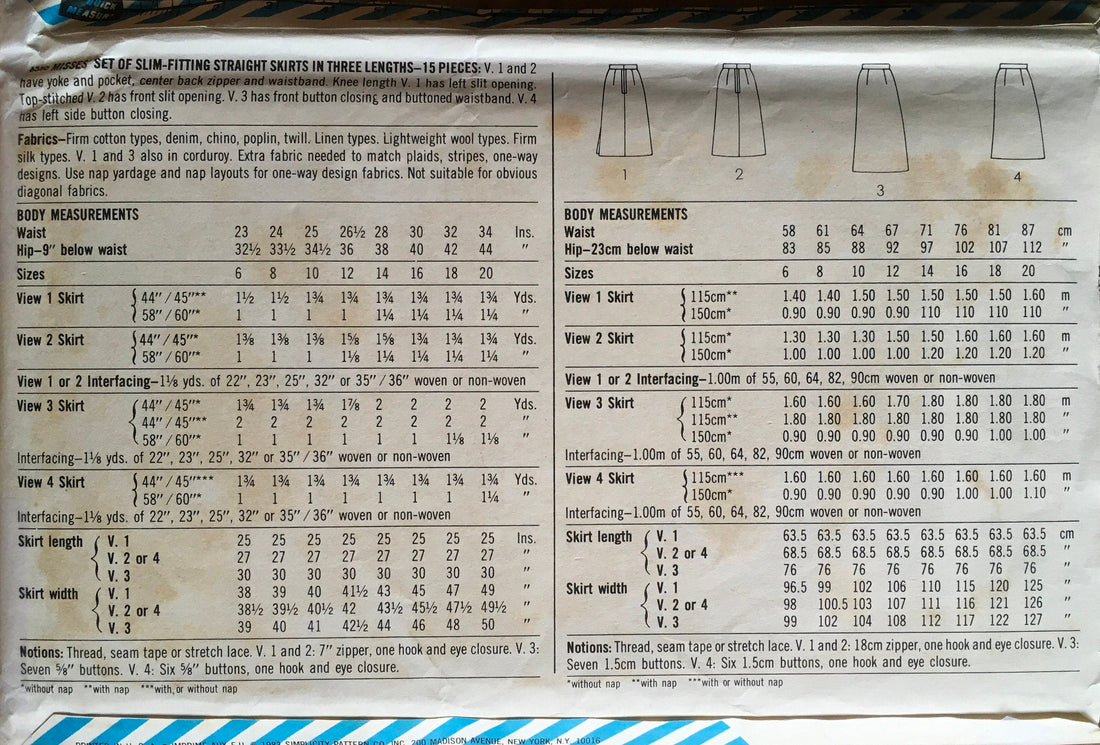 QUICK
MEASURE
MISSES' SET OF SLIM-FITTING STRAIGHT SKIRTS IN THREE LENGTHS—15 PIECES: V. 1 and 2
have yoke and pocket, center back zipper and waistband. Knee length V. 1 has left slit opening.
Top-stitched V. 2 has front slit opening. V. 3 has front button closing and buttoned waistband. V. 4
has left side button closing.
Fabrics—Firm cotton types, denim, chino, poplin, twill. Linen types. Lightweight wool types. Firm
silk types. V. 1 and 3 also in corduroy. Extra fabric needed to match plaids, stripes, one-way
designs. Use nap yardage and nap layouts for one-way design fabrics. Not suitable for obvious
diagonal fabrics.
BODY MEASUREMENTS
Waist 23 24 25 26½ 28 30 32 34 Ins.
Hip—9" below waist 32½ 33½ 34½ 36 38 40 42 44 "
Sizes 6 8 10 12 14 16 18 20
View 1 Skirt 44"/45"** 1½ 1½ 1¾ 1¾ 1¾ 1¾ 1¾ 1¾ Yds.
58"/60"* 1 1 1 1 1¼ 1¼ 1¼ 1¼ "
View 2 Skirt 44"/45"* 1⅜ 1⅜ 1⅜ 1⅝ 1⅝ 1¾ 1¾ 1¾ Yds.
58"/60"* 1 1 1 1⅛ 1¼ 1¼ 1¼ 1¼ "
View 1 or 2 Interfacing—1⅛ yds. of 22", 23", 25", 32" or 35"/36" woven or non-woven
View 3 Skirt 44"/45"* 1¾ 1¾ 1¾ 1⅞ 2 2 2 2 Yds.
44"/45"** 2 2 2 2 2 2 2 2 "
58"/60"* 1 1 1 1 1 1 1⅛ 1⅛ "
Interfacing—1⅛ yds. of 22", 23", 25", 32" or 35"/36" woven or non-woven
View 4 Skirt 44"/45"*** 1¾ 1¾ 1¾ 1¾ 1¾ 1¾ 1¾ 1¾ Yds.
58"/60"* 1 1 1 1 1 1 1 1¼ "
Interfacing—1⅛ yds. of 22", 23", 25", 32" or 35"/36" woven or non-woven
Skirt length V. 1 25 25 25 25 25 25 25 25 Ins.
V. 2 or 4 27 27 27 27 27 27 27 27 "
V. 3 30 30 30 30 30 30 30 30 "
Skirt width V. 1 38 39 40 41½ 43 45 47 49 "
V. 2 or 4 38½ 39½ 40½ 42 43½ 45½ 47½ 49½ "
V. 3 39 40 41 42½ 44 46 48 50 "
Notions: Thread, seam tape or stretch lace. V. 1 and 2: 7" zipper, one hook and eye closure. V. 3:
Seven ⅝" buttons. V. 4: Six ⅝" buttons, one hook and eye closure.
*without nap **with nap ***with or without nap
1 2 3 4
BODY MEASUREMENTS
Waist 58 61 64 67 71 76 81 87 cm
Hip—23cm below waist 83 85 88 92 97 102 107 112 "
Sizes 6 8 10 12 14 16 18 20
View 1 Skirt 115cm** 1.40 1.40 1.50 1.50 1.50 1.50 1.50 1.60 m
150cm* 0.90 0.90 0.90 0.90 110 110 110 110 "
View 2 Skirt 115cm* 1.30 1.30 1.30 1.50 1.50 1.60 1.60 1.60 m
150cm* 1.00 1.00 1.00 1.00 1.20 1.20 1.20 1.20 "
View 1 or 2 Interfacing—1.00m of 55, 60, 64, 82, 90cm woven or non-woven
View 3 Skirt 115cm* 1.60 1.60 1.60 1.70 1.80 1.80 1.80 1.80 m
115cm** 1.80 1.80 1.80 1.80 1.80 1.80 1.80 1.80 "
150cm* 0.90 0.90 0.90 0.90 0.90 0.90 1.00 1.00 "
Interfacing—1.00m of 55, 60, 64, 82, 90cm woven or non-woven
View 4 Skirt 115cm*** 1.60 1.60 1.60 1.60 1.60 1.60 1.60 1.60 m
150cm* 0.90 0.90 0.90 0.90 0.90 1.00 1.00 1.10 "
Interfacing—1.00m of 55, 60, 64, 82, 90cm woven or non-woven
Skirt length V. 1 63.5 63.5 63.5 63.5 63.5 63.5 63.5 63.5 cm
V. 2 or 4 68.5 68.5 68.5 68.5 68.5 68.5 68.5 68.5 "
V. 3 76 76 76 76 76 76 76 76 "
Skirt width V. 1 96.5 99 102 106 110 115 120 125 "
V. 2 or 4 98 100.5 103 107 111 116 121 126 "
V. 3 99 102 104 108 112 117 122 127 "
Notions: Thread, seam tape or stretch lace. V. 1 and 2: 18cm zipper, one hook and eye closure. V. 3:
Seven 1.5cm buttons. V. 4: Six 1.5cm buttons, one hook and eye closure.
*without nap **with nap ***with or without nap
SIMPLICITY PATTERN CO. INC. 200 MADISON AVENUE, NEW YORK, N.Y. 10016